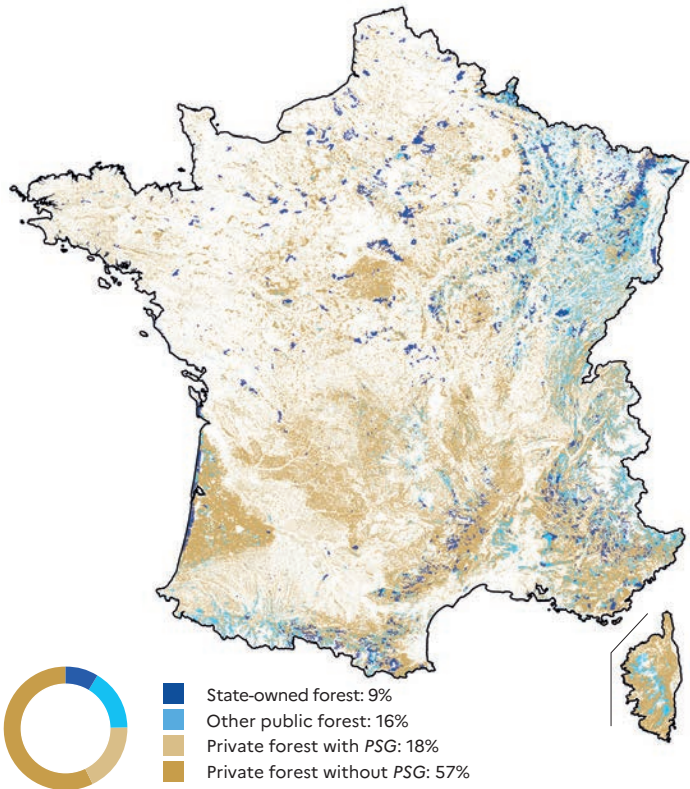 State-owned forest: 9%
Other public forest: 16%
Private forest with PSG: 18%
Private forest without PSG: 57%